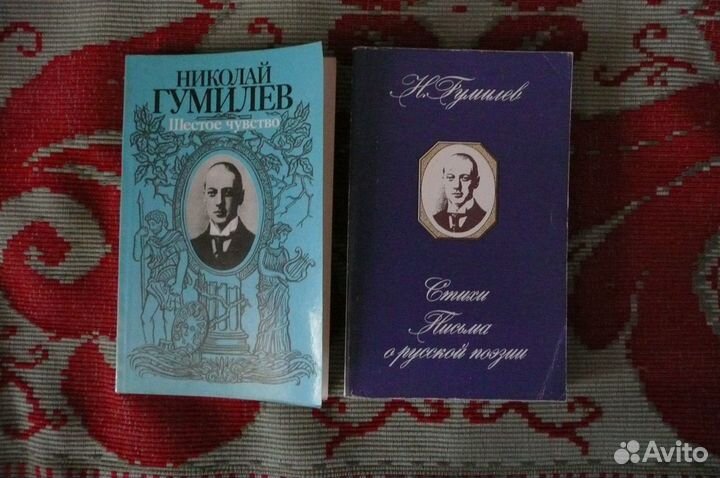 НИКОЛАЙ
ГУМИЛЕВ
Шестое чувство
Н. Гумилев
Стихи
Письма
о русской поэзии
Avito